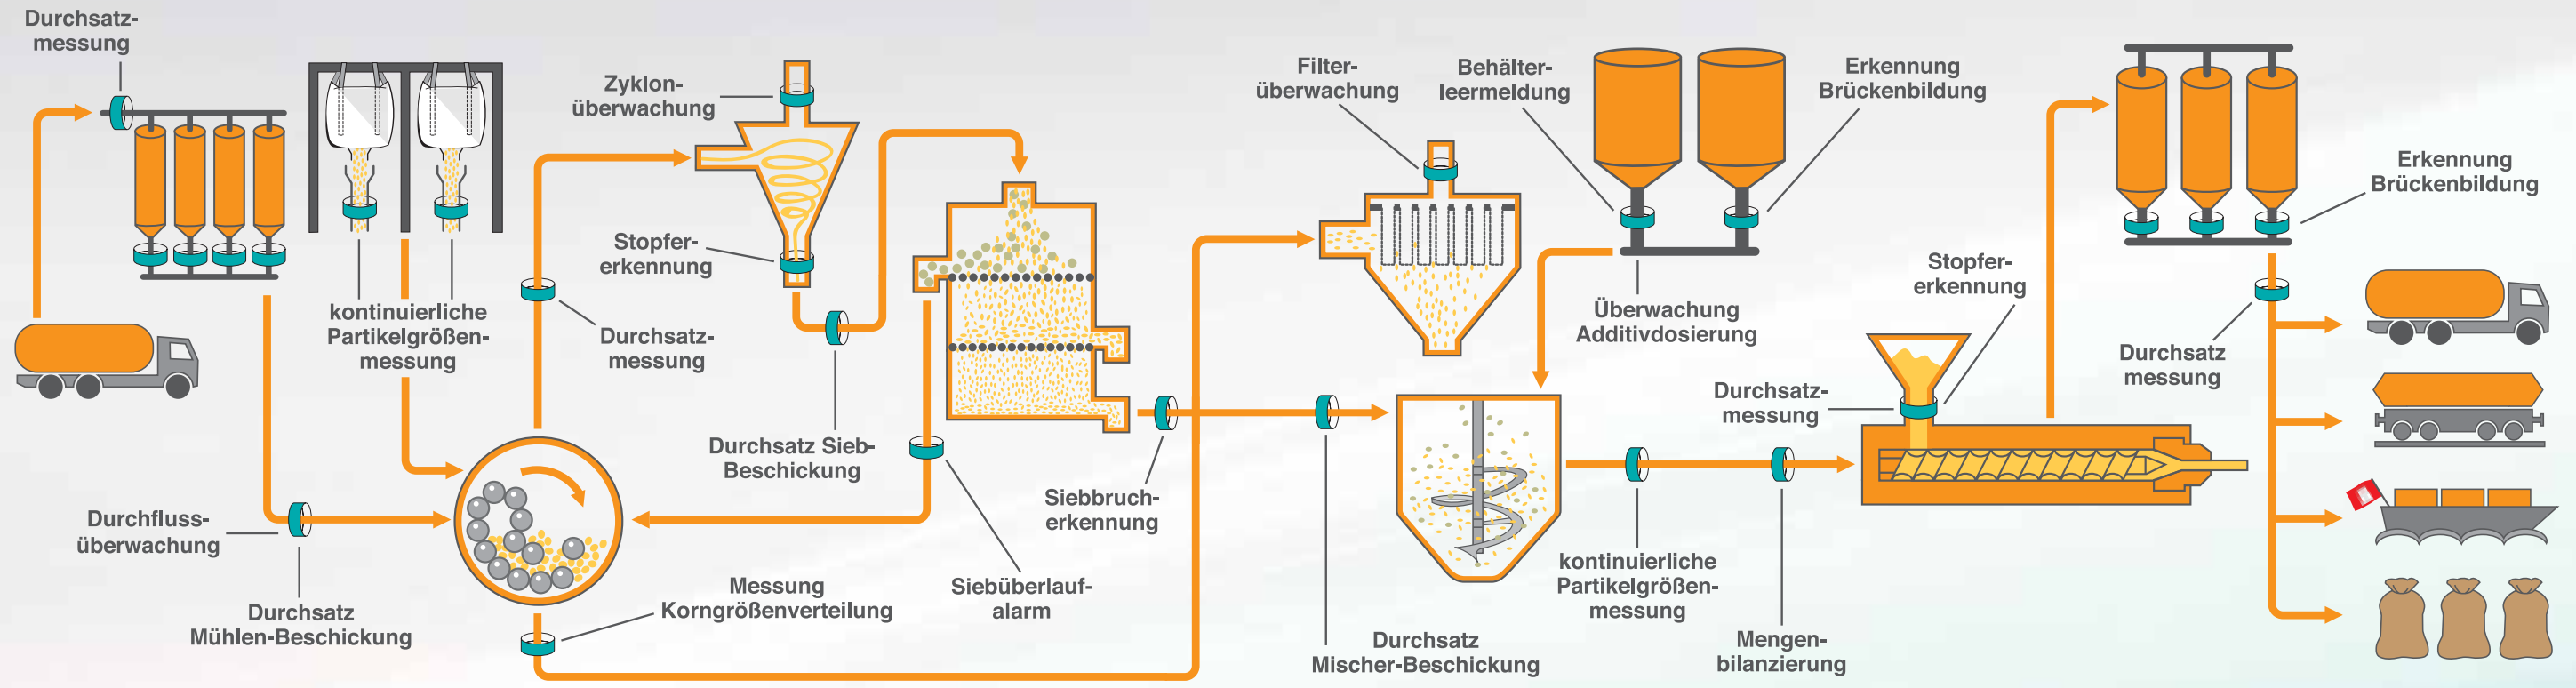 Durchsatz-
messung
kontinuierliche
Partikelgrößen-
messung
Durchfluss-
überwachung
Durchsatz
Mühlen-Beschickung
Zyklon-
überwachung
Stopfer-
erkennung
Durchsatz-
messung
Durchsatz Sieb-
Beschickung
Messung
Korngrößenverteilung
Siebüberlauf-
alarm
Siebbruch-
erkennung
Filter-
überwachung
Behälter-
leermeldung
Erkennung
Brückenbildung
Überwachung
Additivdosierung
Durchsatz
Mischer-Beschickung
kontinuierliche
Partikelgrößen-
messung
Mengen-
bilanzierung
Durchsatz-
messung
Stopfer-
erkennung
Erkennung
Brückenbildung
Durchsatz
messung